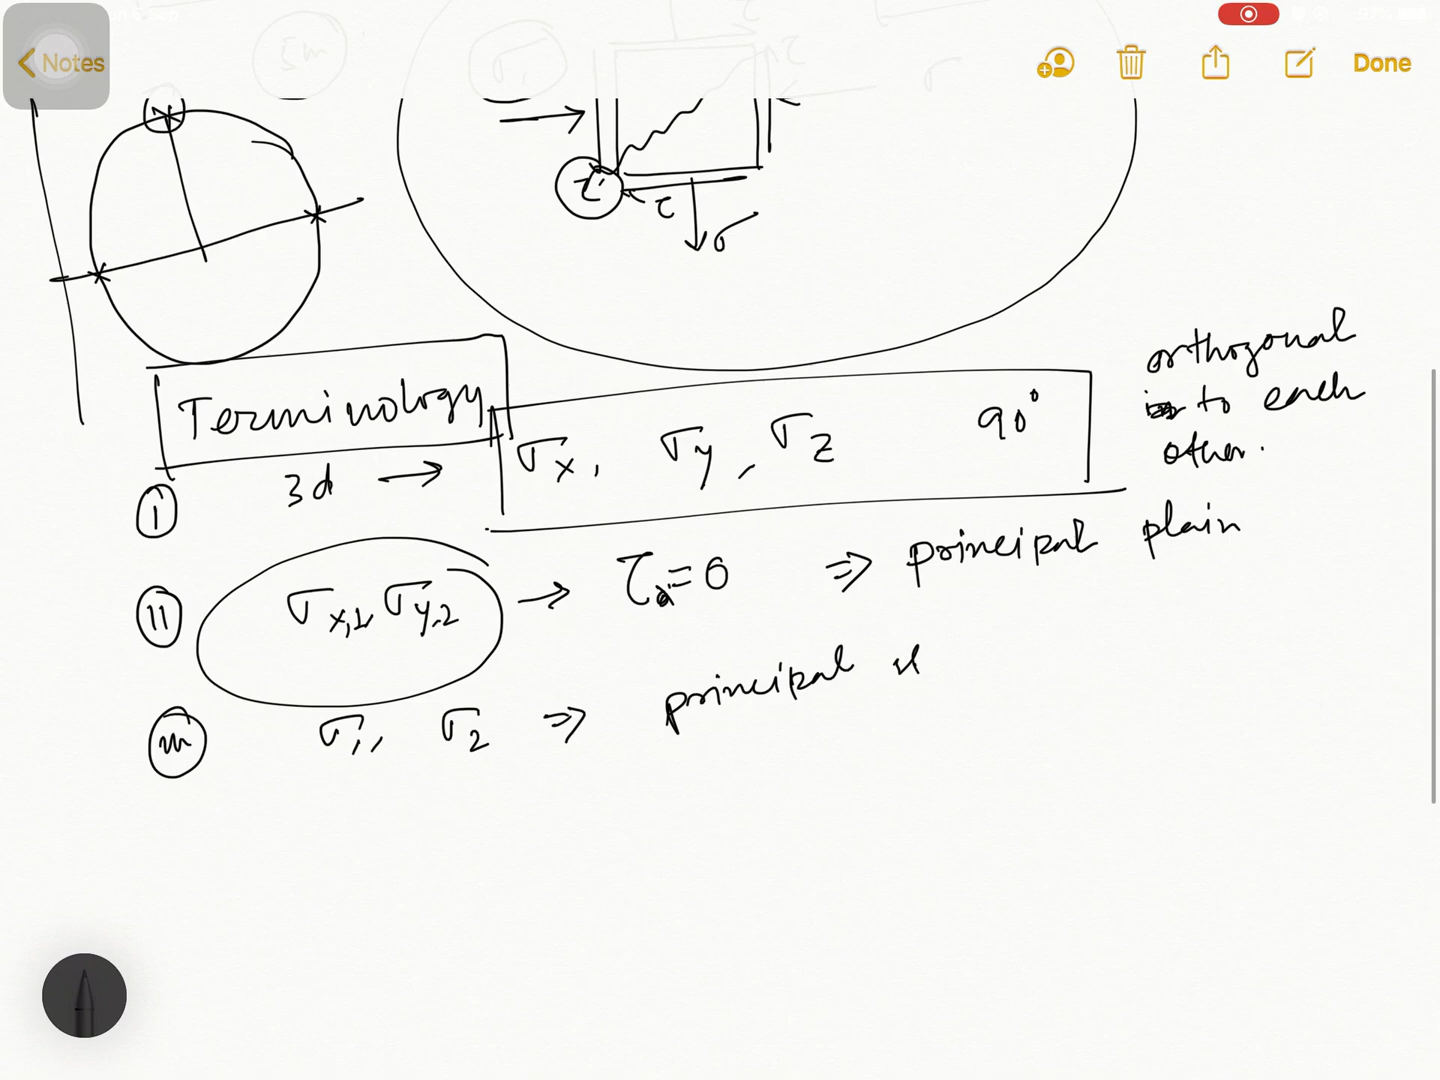 Notes
Done
τ'
τ
σ
Terminology
3d → σx, σy, σz 90°
orthogonal
to each
other.
(I)
(II) σx,1, σy,2 → τ = 0 ⇒ principal plain
(III) σ1, σ2 ⇒ principal